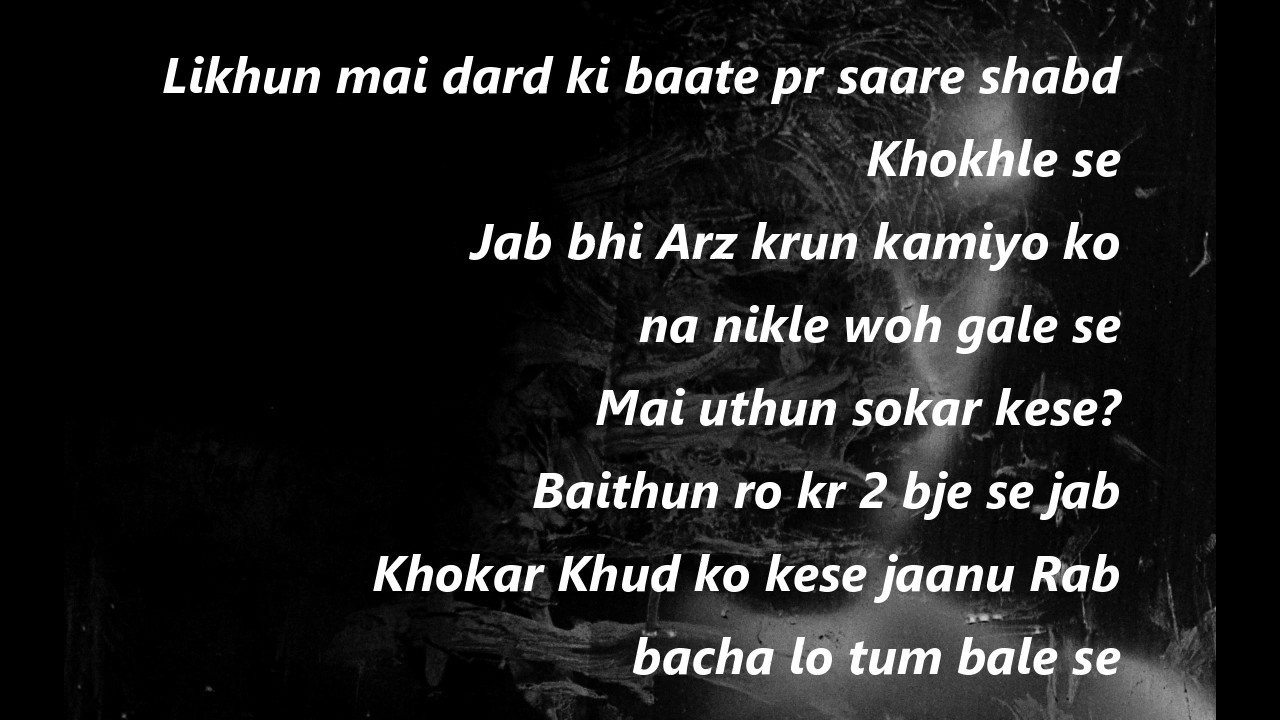 Likhun mai dard ki baate pr saare shabd
Khokhle se
Jab bhi Arz krun kamiyo ko
na nikle woh gale se
Mai uthun sokar kese?
Baithun ro kr 2 bje se jab
Khokar Khud ko kese jaanu Rab
bacha lo tum bale se